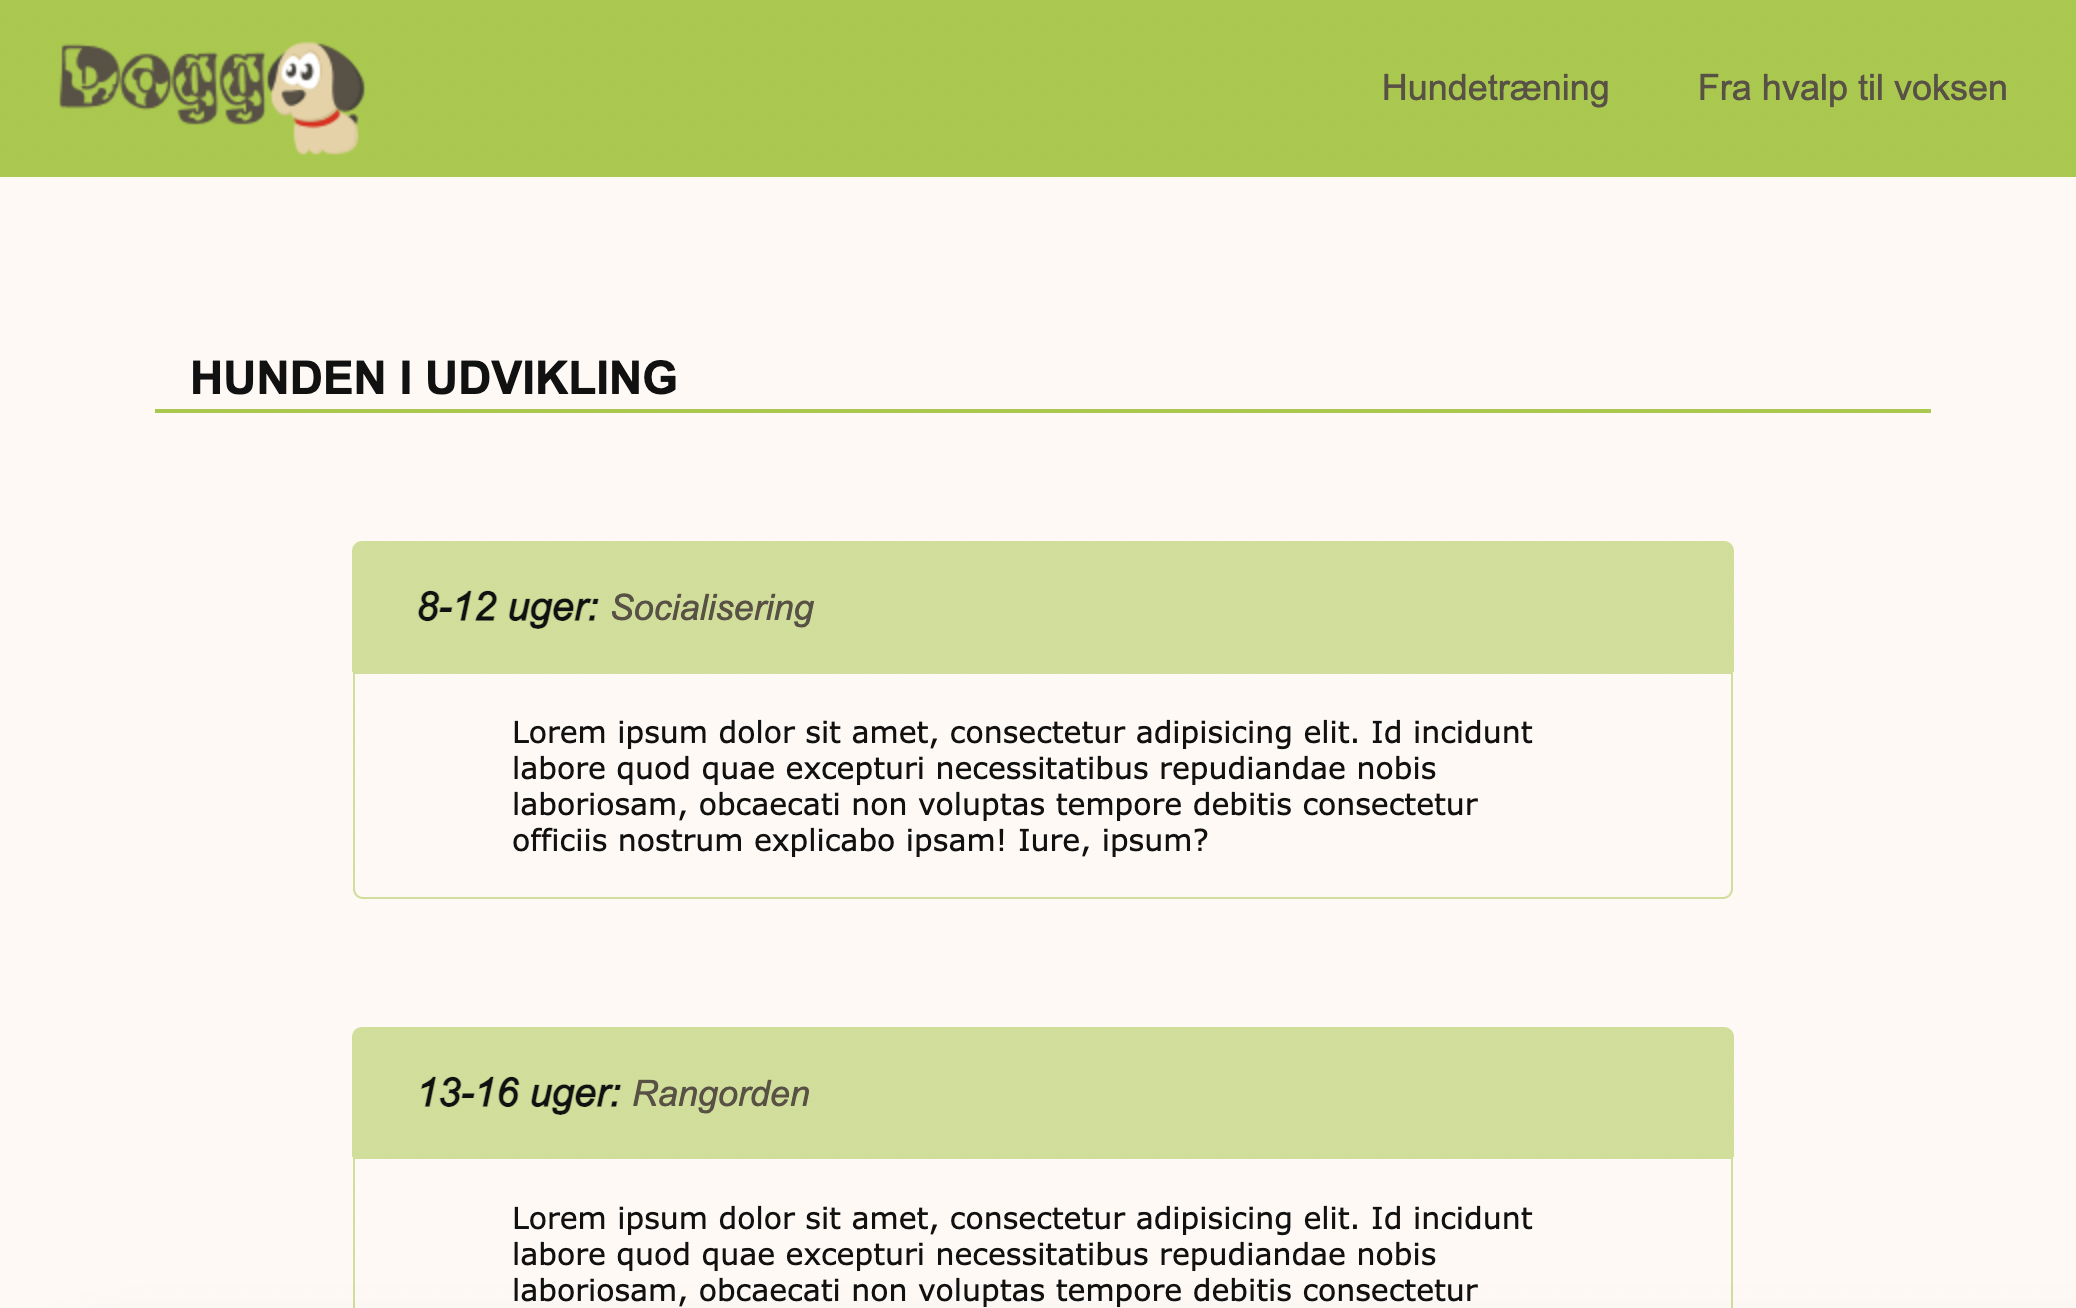 Doggo
Hundetræning
Fra hvalp til voksen
HUNDEN I UDVIKLING
8-12 uger: Socialisering
Lorem ipsum dolor sit amet, consectetur adipisicing elit. Id incidunt
labore quod quae excepturi necessitatibus repudiandae nobis
laboriosam, obcaecati non voluptas tempore debitis consectetur
officiis nostrum explicabo ipsam! Iure, ipsum?
13-16 uger: Rangorden
Lorem ipsum dolor sit amet, consectetur adipisicing elit. Id incidunt
labore quod quae excepturi necessitatibus repudiandae nobis
laboriosam, obcaecati non voluptas tempore debitis consectetur